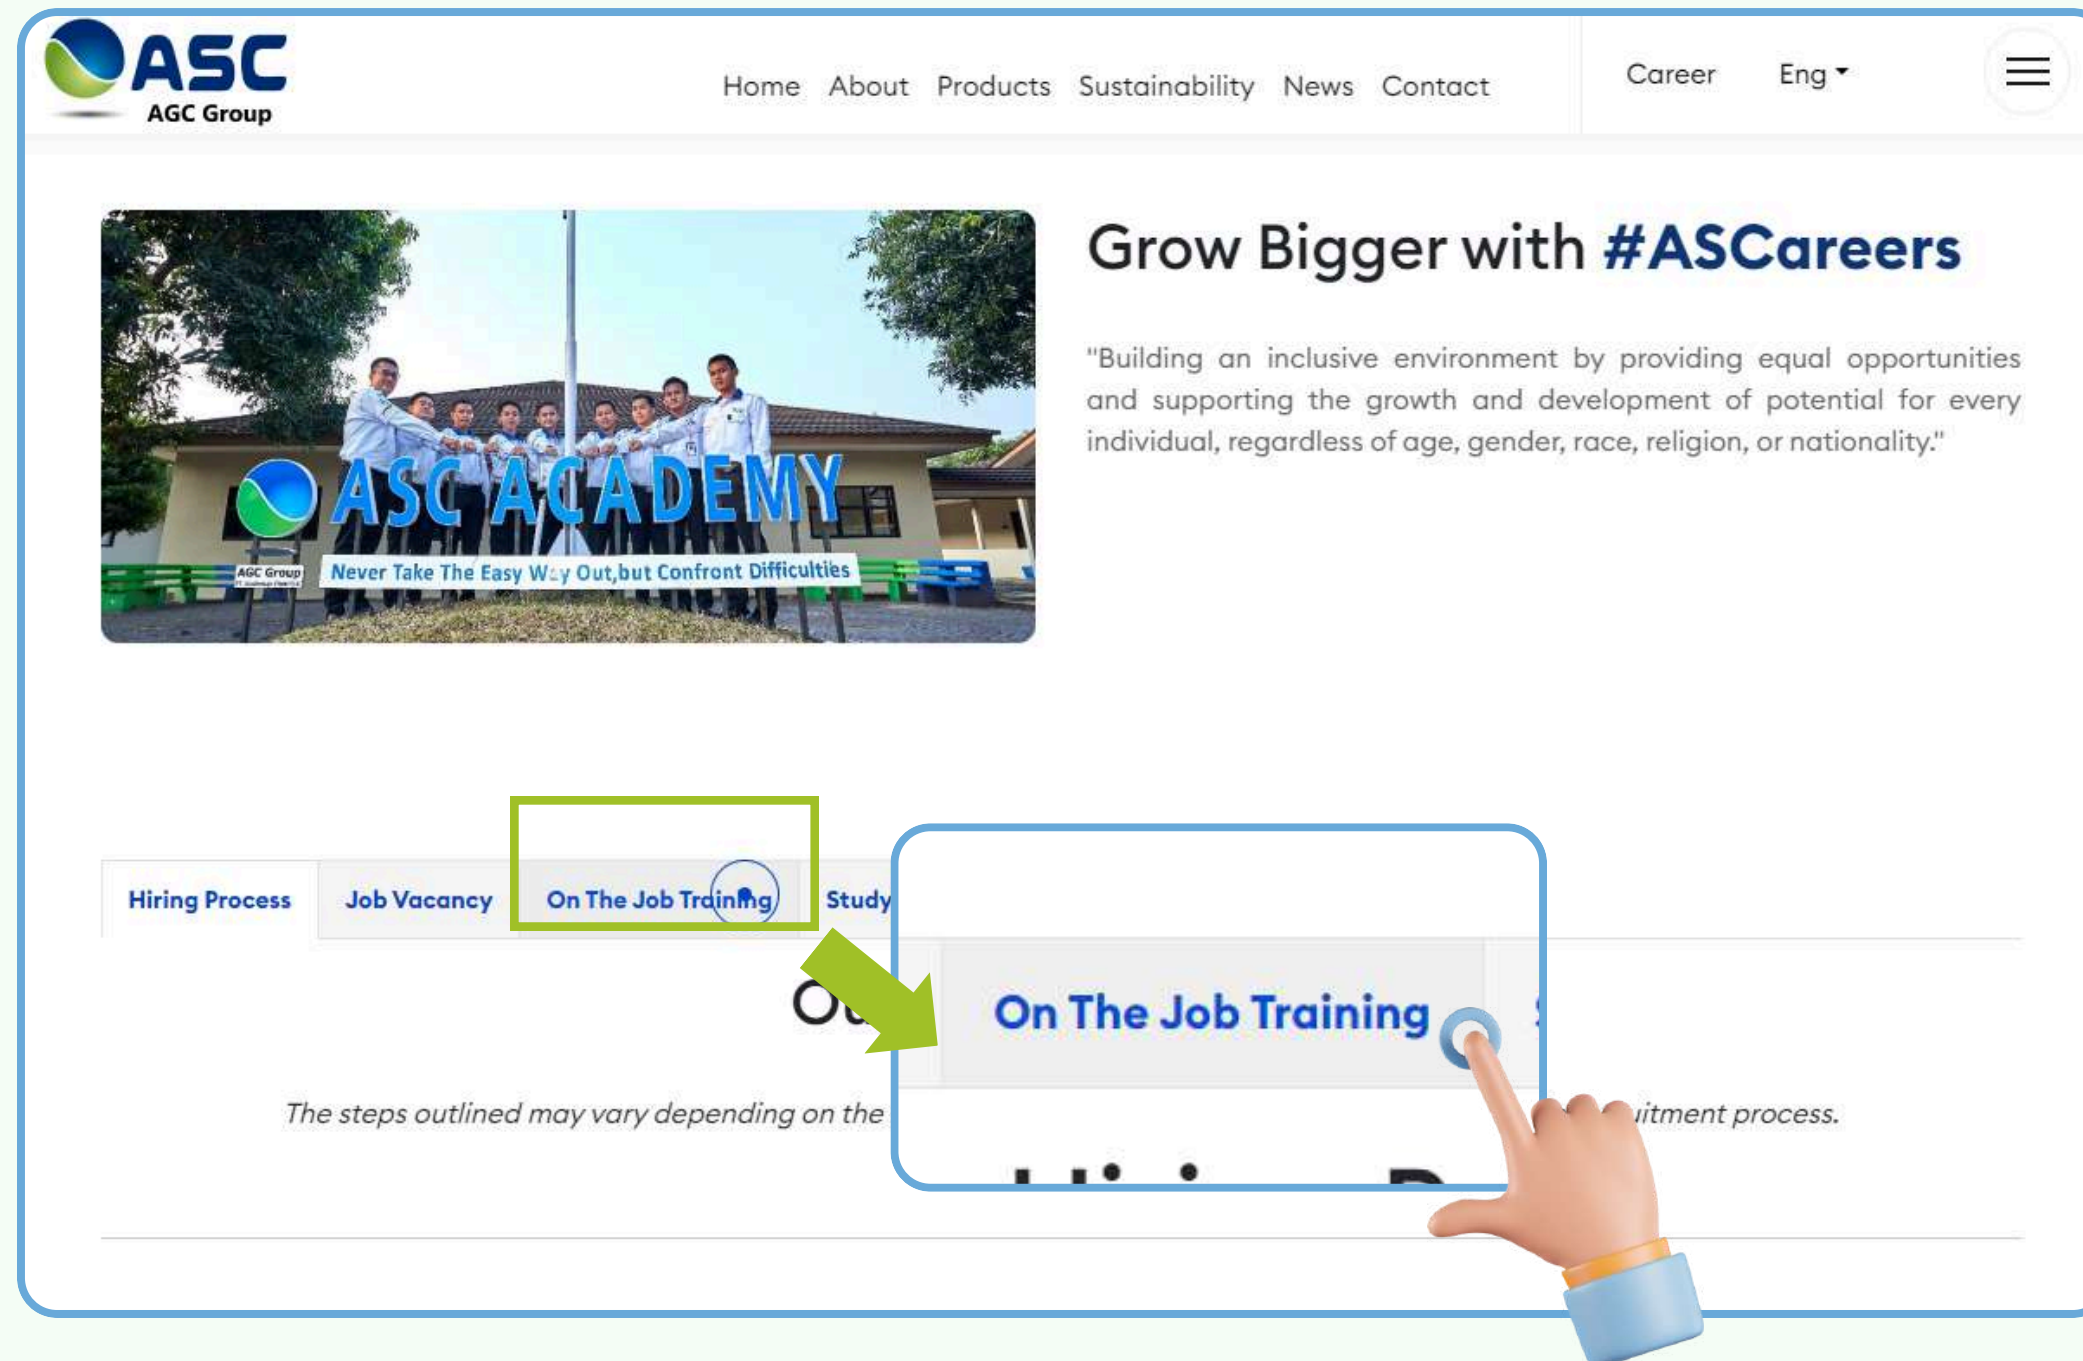 ASC
AGC Group
Home About Products Sustainability News Contact Career Eng
Grow Bigger with #ASCareers
"Building an inclusive environment by providing equal opportunities
and supporting the growth and development of potential for every
individual, regardless of age, gender, race, religion, or nationality."
ASC ACADEMY
AGC Group
Never Take The Easy Way Out,but Confront Difficulties
Hiring Process Job Vacancy On The Job Training Study
On The Job Training
The steps outlined may vary depending on the
process.